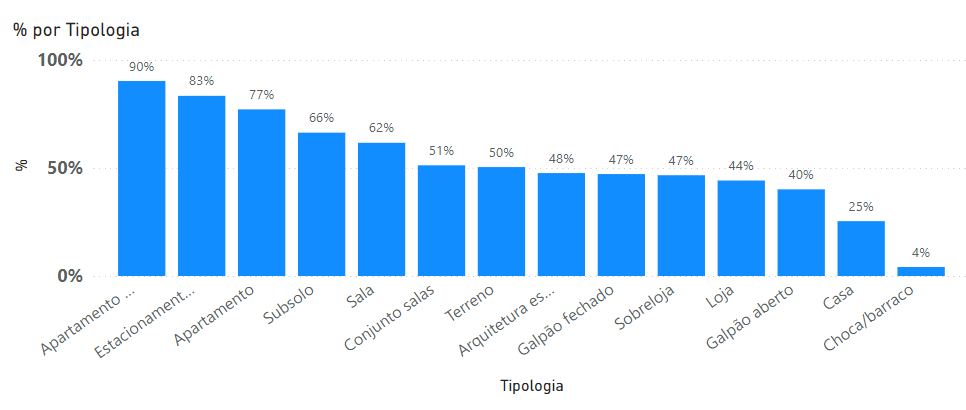 % por Tipologia
100%
50%
0%
%
90%
83%
77%
66%
62%
51%
50%
48%
47%
47%
44%
40%
25%
4%
Apartamento ...
Estacionament...
Apartamento
Subsolo
Sala
Conjunto salas
Terreno
Arquitetura es...
Galpão fechado
Sobreloja
Loja
Galpão aberto
Casa
Choca/barraco
Tipologia